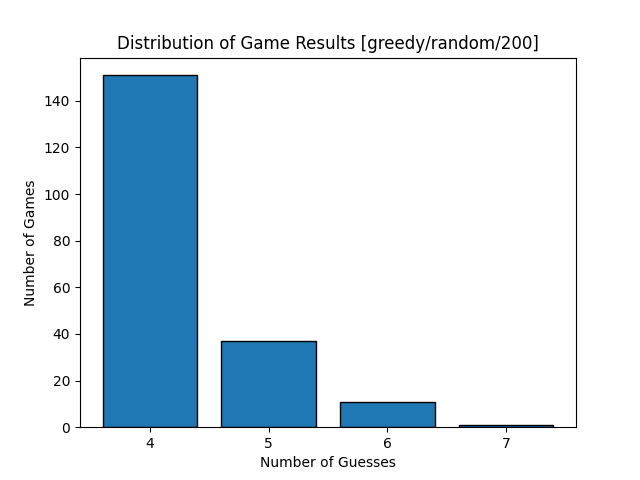 Distribution of Game Results [greedy/random/200]
Number of Games
140
120
100
80
60
40
20
0
4 5 6 7
Number of Guesses